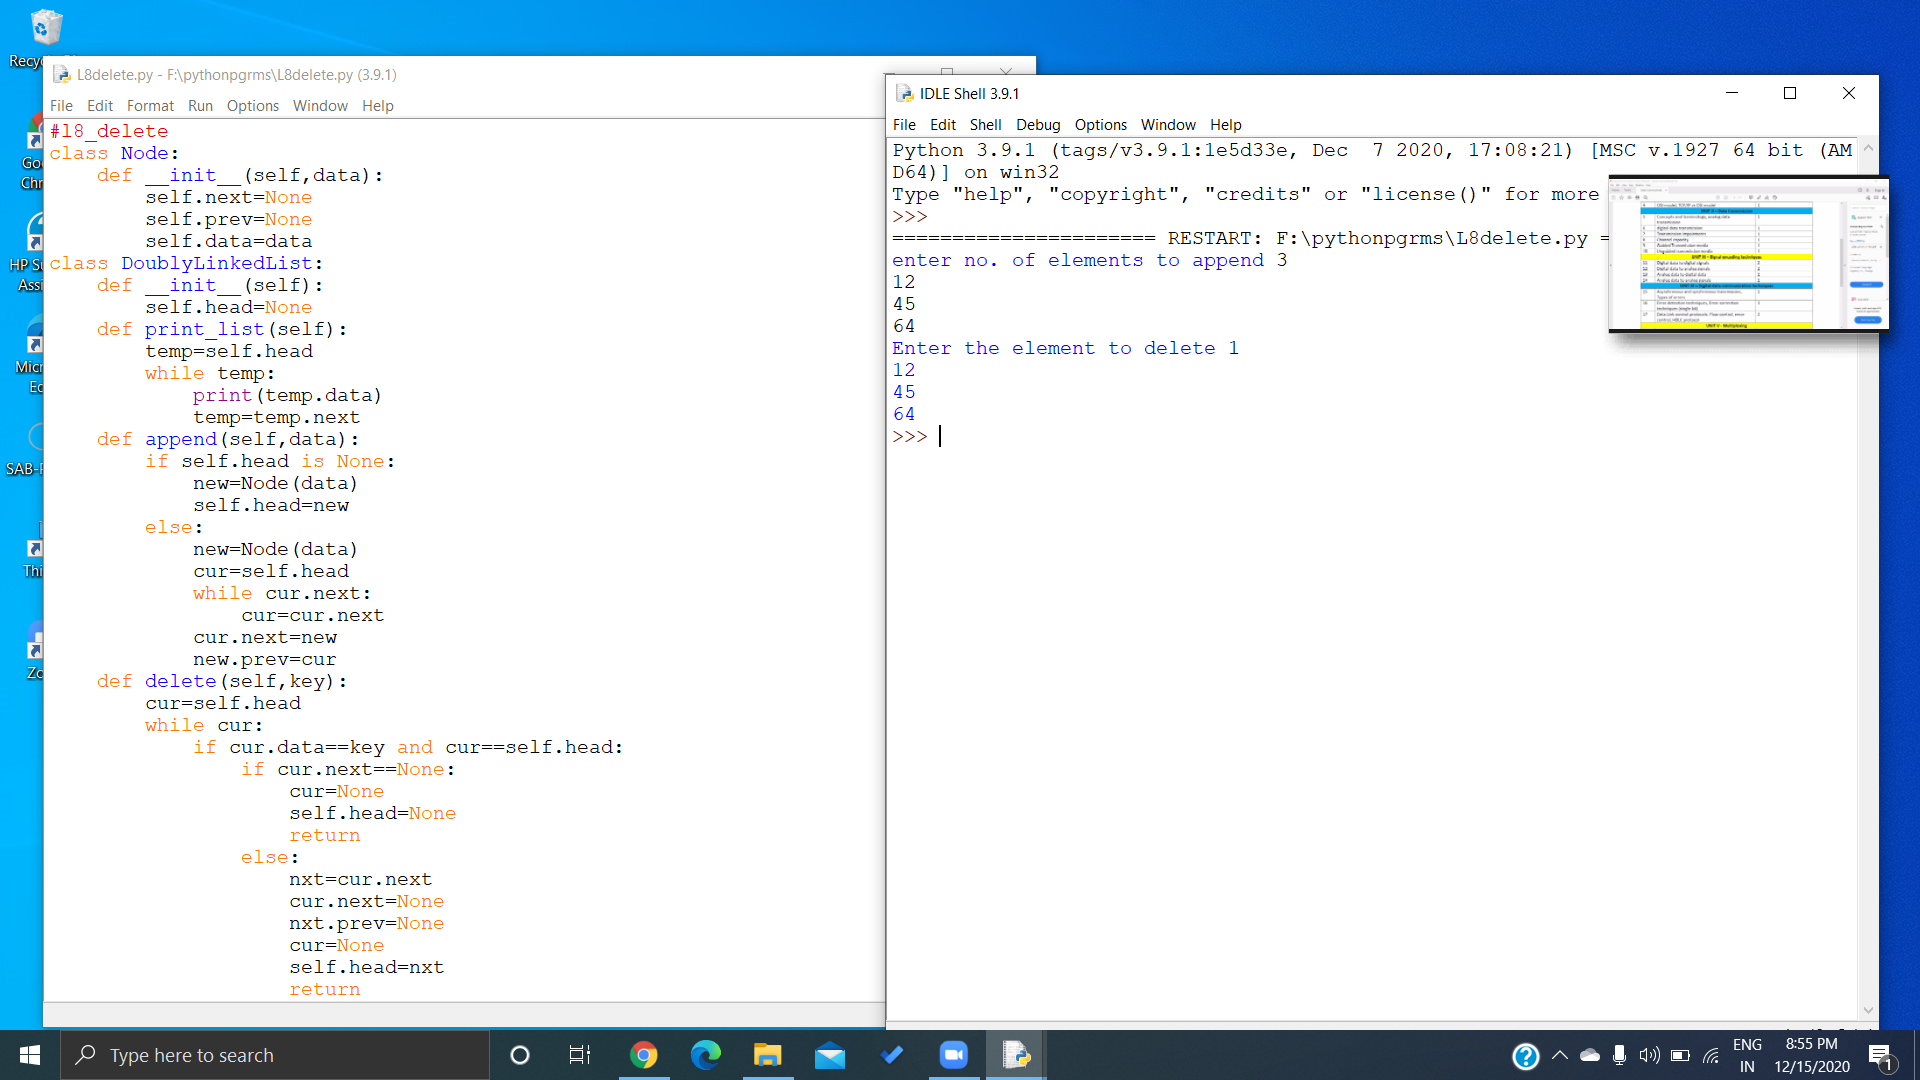 Recyc
L8delete.py - F:\pythonpgrms\L8delete.py (3.9.1)
File Edit Format Run Options Window Help
#l8_delete
class Node:
    def __init__(self,data):
        self.next=None
        self.prev=None
        self.data=data
class DoublyLinkedList:
    def __init__(self):
        self.head=None
    def print_list(self):
        temp=self.head
        while temp:
            print(temp.data)
            temp=temp.next
    def append(self,data):
        if self.head is None:
            new=Node(data)
            self.head=new
        else:
            new=Node(data)
            cur=self.head
            while cur.next:
                cur=cur.next
            cur.next=new
            new.prev=cur
    def delete(self,key):
        cur=self.head
        while cur:
            if cur.data==key and cur==self.head:
                if cur.next==None:
                    cur=None
                    self.head=None
                    return
                else:
                    nxt=cur.next
                    cur.next=None
                    nxt.prev=None
                    cur=None
                    self.head=nxt
                    return
Goo
Chr
HP Su
Assi
Micr
Ed
SAB-
Thi
Zo
IDLE Shell 3.9.1
File Edit Shell Debug Options Window Help
Python 3.9.1 (tags/v3.9.1:1e5d33e, Dec  7 2020, 17:08:21) [MSC v.1927 64 bit (AM
D64)] on win32
Type "help", "copyright", "credits" or "license()" for more
>>>
====================== RESTART: F:\pythonpgrms\L8delete.py =
enter no. of elements to append 3
12
45
64
Enter the element to delete 1
12
45
64
>>>
Type here to search
ENG
IN
8:55 PM
12/15/2020
1